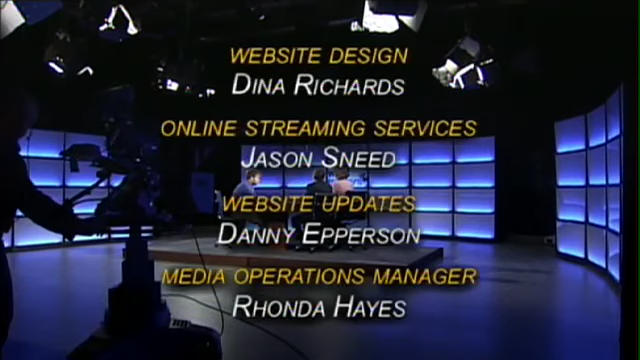 WEBSITE DESIGN
DINA RICHARDS
ONLINE STREAMING SERVICES
JASON SNEED
WEBSITE UPDATES
DANNY EPPERSON
MEDIA OPERATIONS MANAGER
RHONDA HAYES